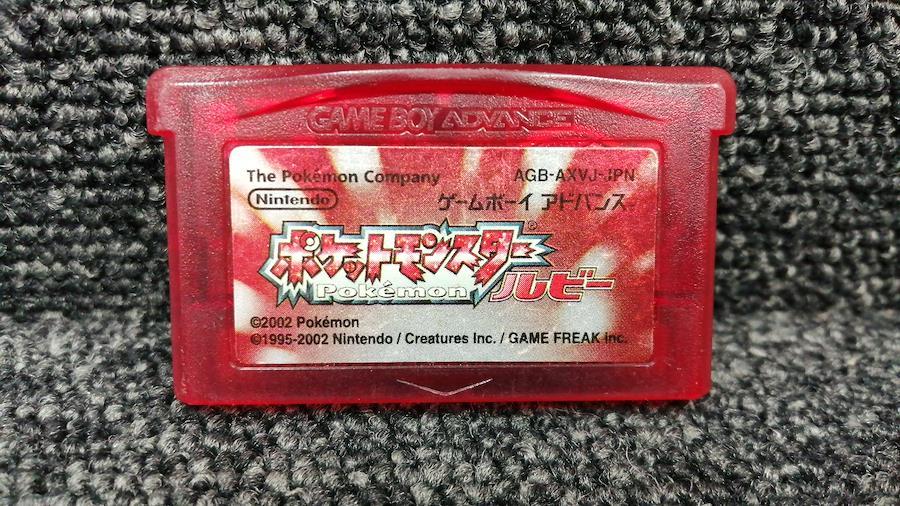 GAME BOY ADVANCE
The Pokémon Company AGB-AXVJ-JPN
Nintendo ゲームボーイ アドバンス™
ポケットモンスター®
Pokémon ルビー
©2002 Pokémon
©1995-2002 Nintendo / Creatures Inc. / GAME FREAK inc.